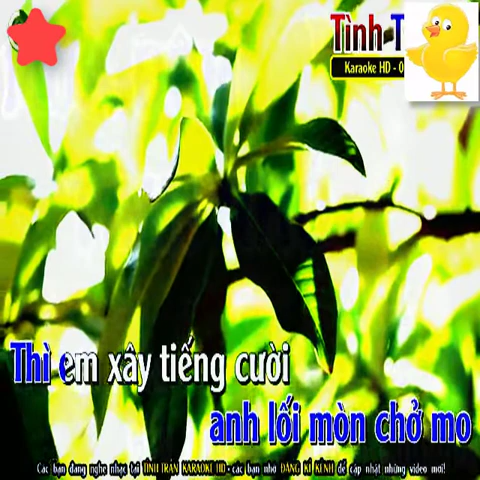 Tình T
Karaoke HD - 0
Thì em xây tiếng cười
anh lối mòn chở mo
Các bạn đang nghe nhạc tại TÌNH TRẦN KARAOKE HD - các bạn nhớ ĐĂNG KÍ KÊNH để cập nhật những video mới!